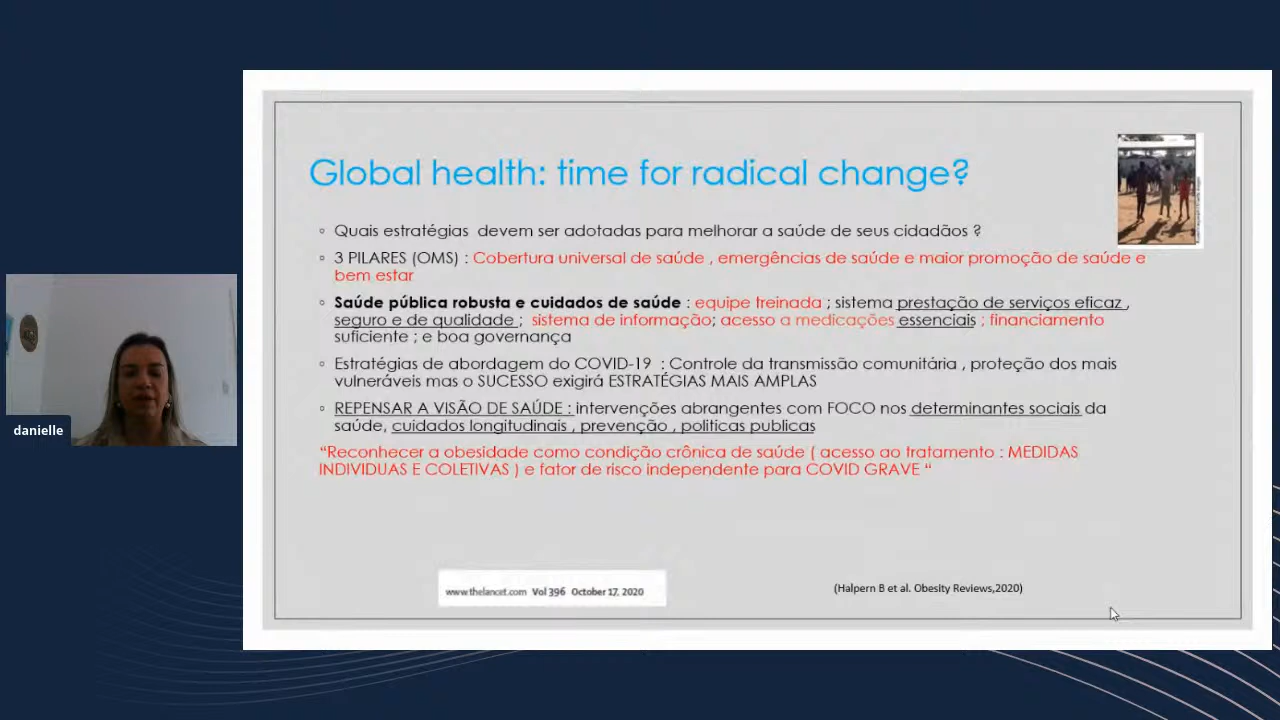 Global health: time for radical change?
◦ Quais estratégias devem ser adotadas para melhorar a saúde de seus cidadãos ?
◦ 3 PILARES (OMS) : Cobertura universal de saúde , emergências de saúde e maior promoção de saúde e
bem estar
◦ Saúde pública robusta e cuidados de saúde : equipe treinada ; sistema prestação de serviços eficaz ,
seguro e de qualidade ; sistema de informação; acesso a medicações essenciais ; financiamento
suficiente ; e boa governança
◦ Estratégias de abordagem do COVID-19 : Controle da transmissão comunitária , proteção dos mais
vulneráveis mas o SUCESSO exigirá ESTRATÉGIAS MAIS AMPLAS
◦ REPENSAR A VISÃO DE SAÚDE : intervenções abrangentes com FOCO nos determinantes sociais da
saúde, cuidados longitudinais , prevenção , politicas publicas
“Reconhecer a obesidade como condição crônica de saúde ( acesso ao tratamento : MEDIDAS
INDIVIDUAS E COLETIVAS ) e fator de risco independente para COVID GRAVE “
danielle
www.thelancet.com Vol 396 October 17, 2020
(Halpern B et al. Obesity Reviews,2020)